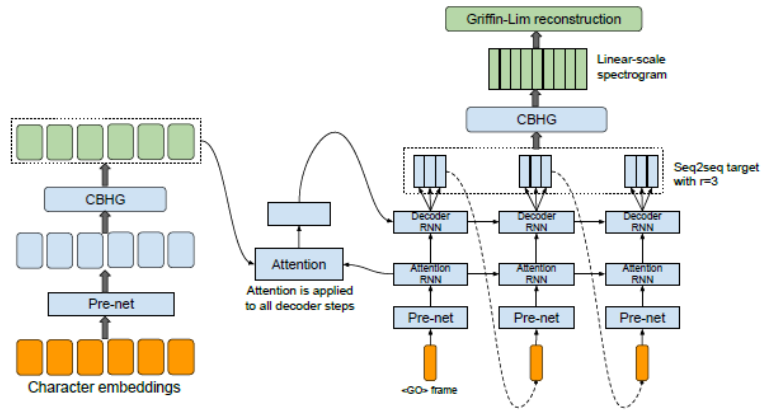 Griffin-Lim reconstruction
Linear-scale
spectrogram
CBHG
Seq2seq target
with r=3
CBHG
Decoder
RNN
Decoder
RNN
Decoder
RNN
Attention
Attention is applied
to all decoder steps
Attention
RNN
Attention
RNN
Attention
RNN
Pre-net
Pre-net
Pre-net
Pre-net
Character embeddings
<GO> frame